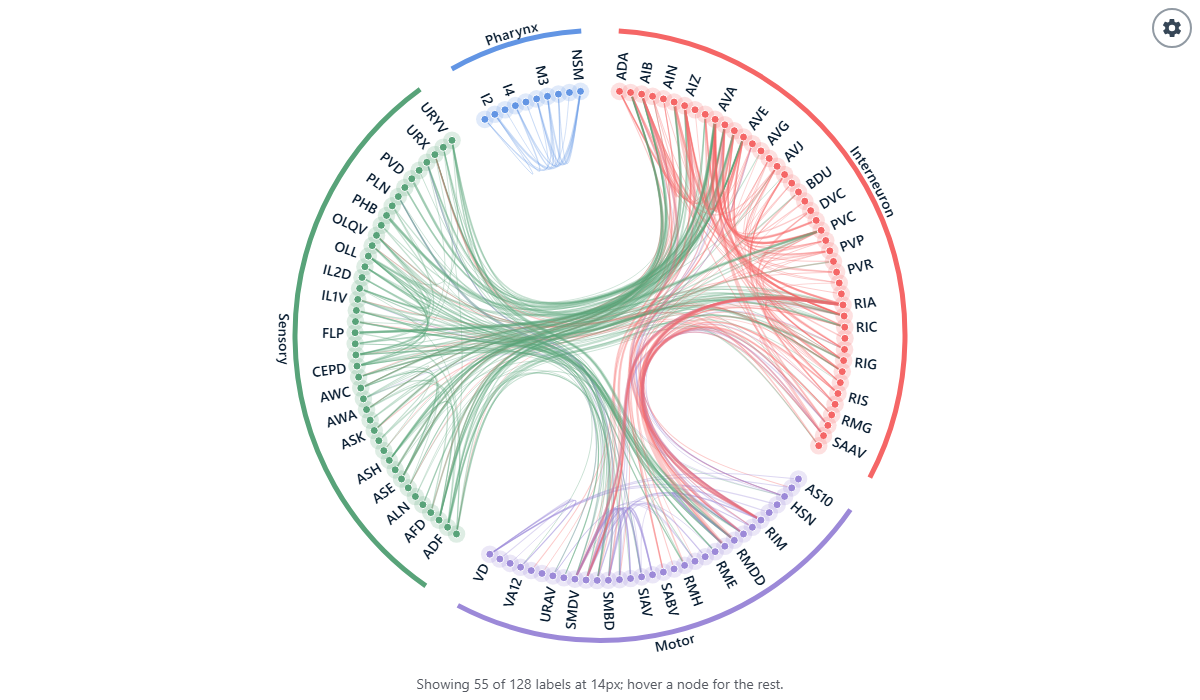 Pharynx
I2
I4
M3
NSM
Interneuron
ADA
AIB
AIN
AIZ
AVA
AVE
AVG
AVJ
BDU
DVC
PVC
PVP
PVR
RIA
RIC
RIG
RIS
RMG
SAAV
Motor
AS10
HSN
RIM
RMDD
RME
RMH
SABV
SIAV
SMBD
SMDV
URAV
VA12
VD
Sensory
ADF
AFD
ALN
ASE
ASH
ASK
AWA
AWC
CEPD
FLP
IL1V
IL2D
OLL
OLQV
PHB
PLN
PVD
URX
URYV
Showing 55 of 128 labels at 14px; hover a node for the rest.